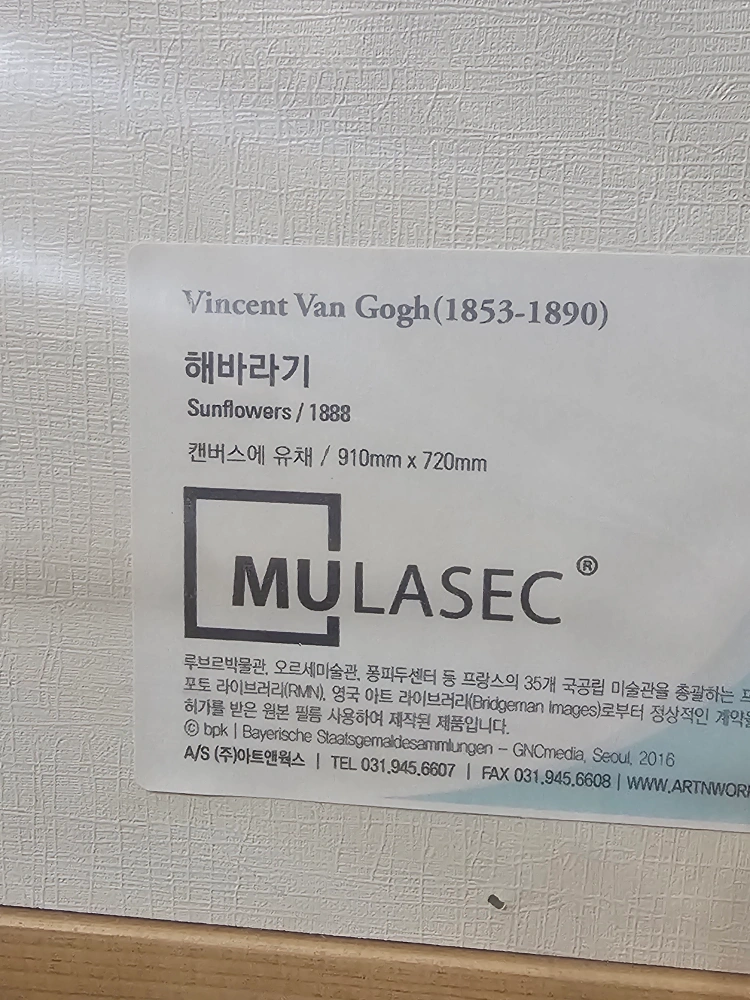 Vincent Van Gogh(1853-1890)
해바라기
Sunflowers / 1888
캔버스에 유채 / 910mm x 720mm
MULASEC®
루브르박물관, 오르세미술관, 퐁피두센터 등 프랑스의 35개 국공립 미술관을 총괄하는
포토 라이브러리(RMN), 영국 아트 라이브러리(Bridgeman Images)로부터 정상적인 계약을
허가를 받은 원본 필름 사용하여 제작된 제품입니다.
ⓒ bpk | Bayerische Staatsgemaldesammlungen – GNCmedia, Seoul, 2016
A/S (주)아트앤웍스 | TEL 031.945.6607 | FAX 031.945.6608 | WWW.ARTNWOR